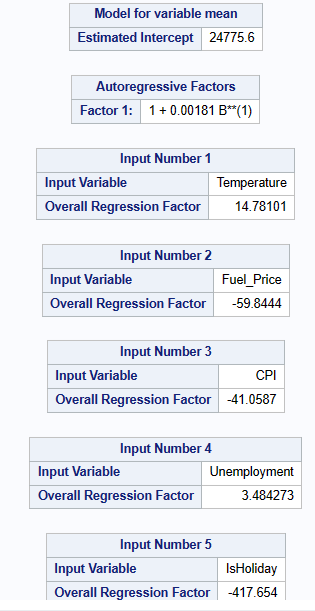 Model for variable mean
Estimated Intercept 24775.6
Autoregressive Factors
Factor 1: 1 + 0.00181 B**(1)
Input Number 1
Input Variable Temperature
Overall Regression Factor 14.78101
Input Number 2
Input Variable Fuel_Price
Overall Regression Factor -59.8444
Input Number 3
Input Variable CPI
Overall Regression Factor -41.0587
Input Number 4
Input Variable Unemployment
Overall Regression Factor 3.484273
Input Number 5
Input Variable IsHoliday
Overall Regression Factor -417.654